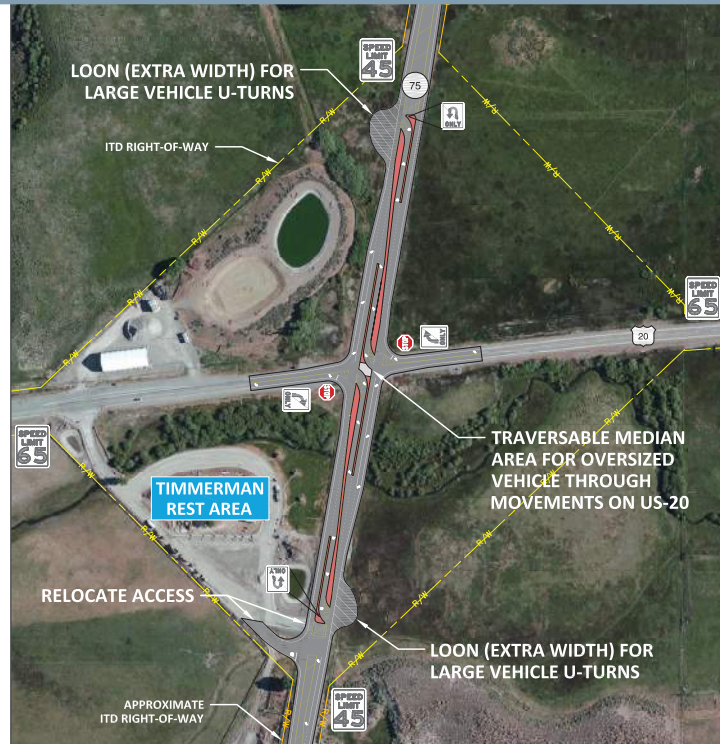 SPEED
LIMIT
45
LOON (EXTRA WIDTH) FOR
LARGE VEHICLE U-TURNS
75
ONLY
ITD RIGHT-OF-WAY
R/W
R/W
R/W
R/W
R/W
R/W
R/W
R/W
SPEED
LIMIT
65
20
STOP
ONLY
ONLY
STOP
R/W
SPEED
LIMIT
65
R/W
TRAVERSABLE MEDIAN
AREA FOR OVERSIZED
VEHICLE THROUGH
MOVEMENTS ON US-20
TIMMERMAN
REST AREA
R/W
R/W
ONLY
RELOCATE ACCESS
R/W
R/W
LOON (EXTRA WIDTH) FOR
LARGE VEHICLE U-TURNS
APPROXIMATE
ITD RIGHT-OF-WAY
R/W
R/W
SPEED
LIMIT
45